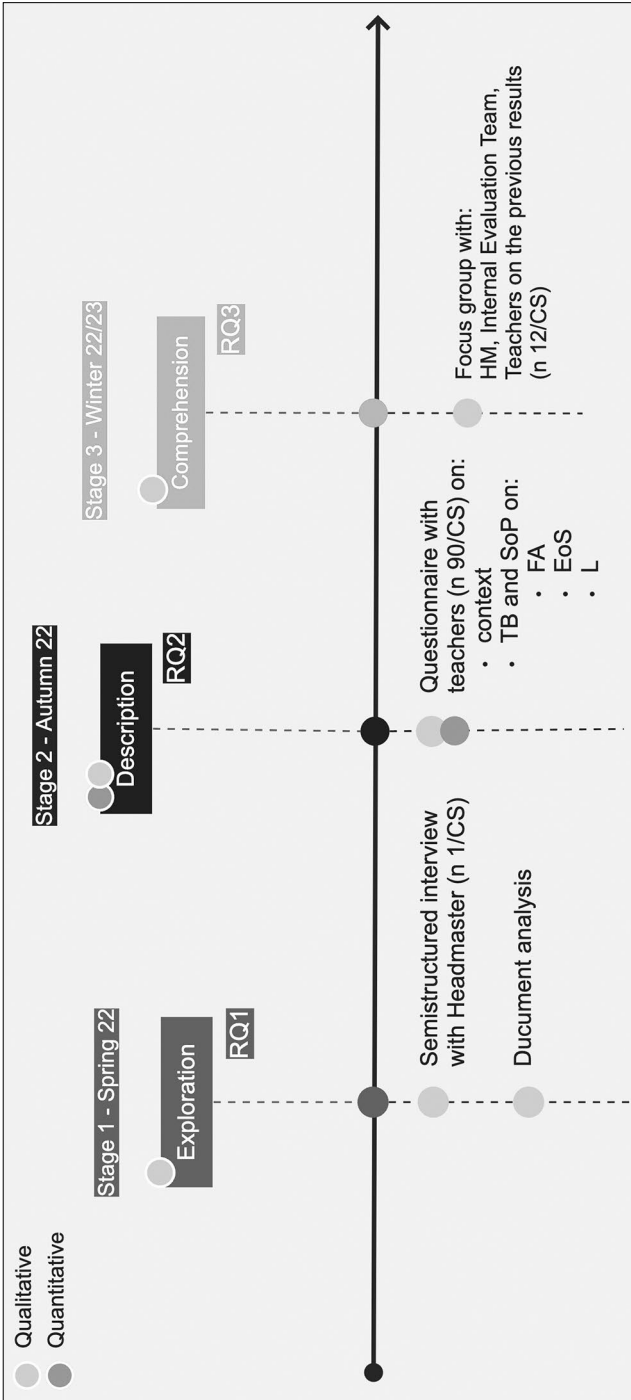 Qualitative
Quantitative
Stage 1 - Spring 22
Exploration
RQ1
Semistructured interview
with Headmaster (n 1/CS)
Ducument analysis
Stage 2 - Autumn 22
Description
RQ2
Questionnaire with
teachers (n 90/CS) on:
• context
• TB and SoP on:
• FA
• EoS
• L
Stage 3 - Winter 22/23
Comprehension
RQ3
Focus group with:
HM, Internal Evaluation Team,
Teachers on the previous results
(n 12/CS)